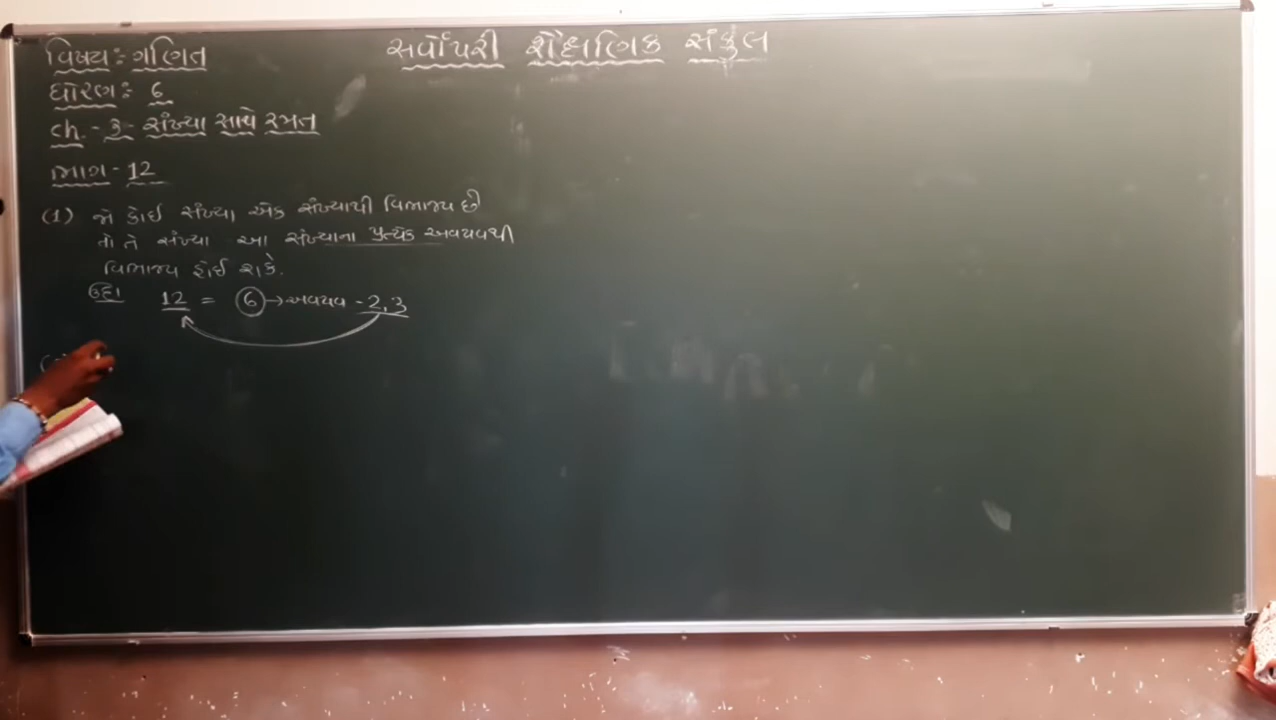 સર્વોપરી શૈક્ષણિક સંકુલ
વિષય: ગણિત
ધોરણ: 6
ch. - 3 - સંખ્યા સાથે રમત
ભાગ - 12
(1) જો કોઈ સંખ્યા એક સંખ્યાથી વિભાજ્ય છે
તો તે સંખ્યા આ સંખ્યાના પ્રત્યેક અવયવથી
વિભાજ્ય હોઈ શકે.
ઉદા 12 = 6 → અવયવ - 2, 3